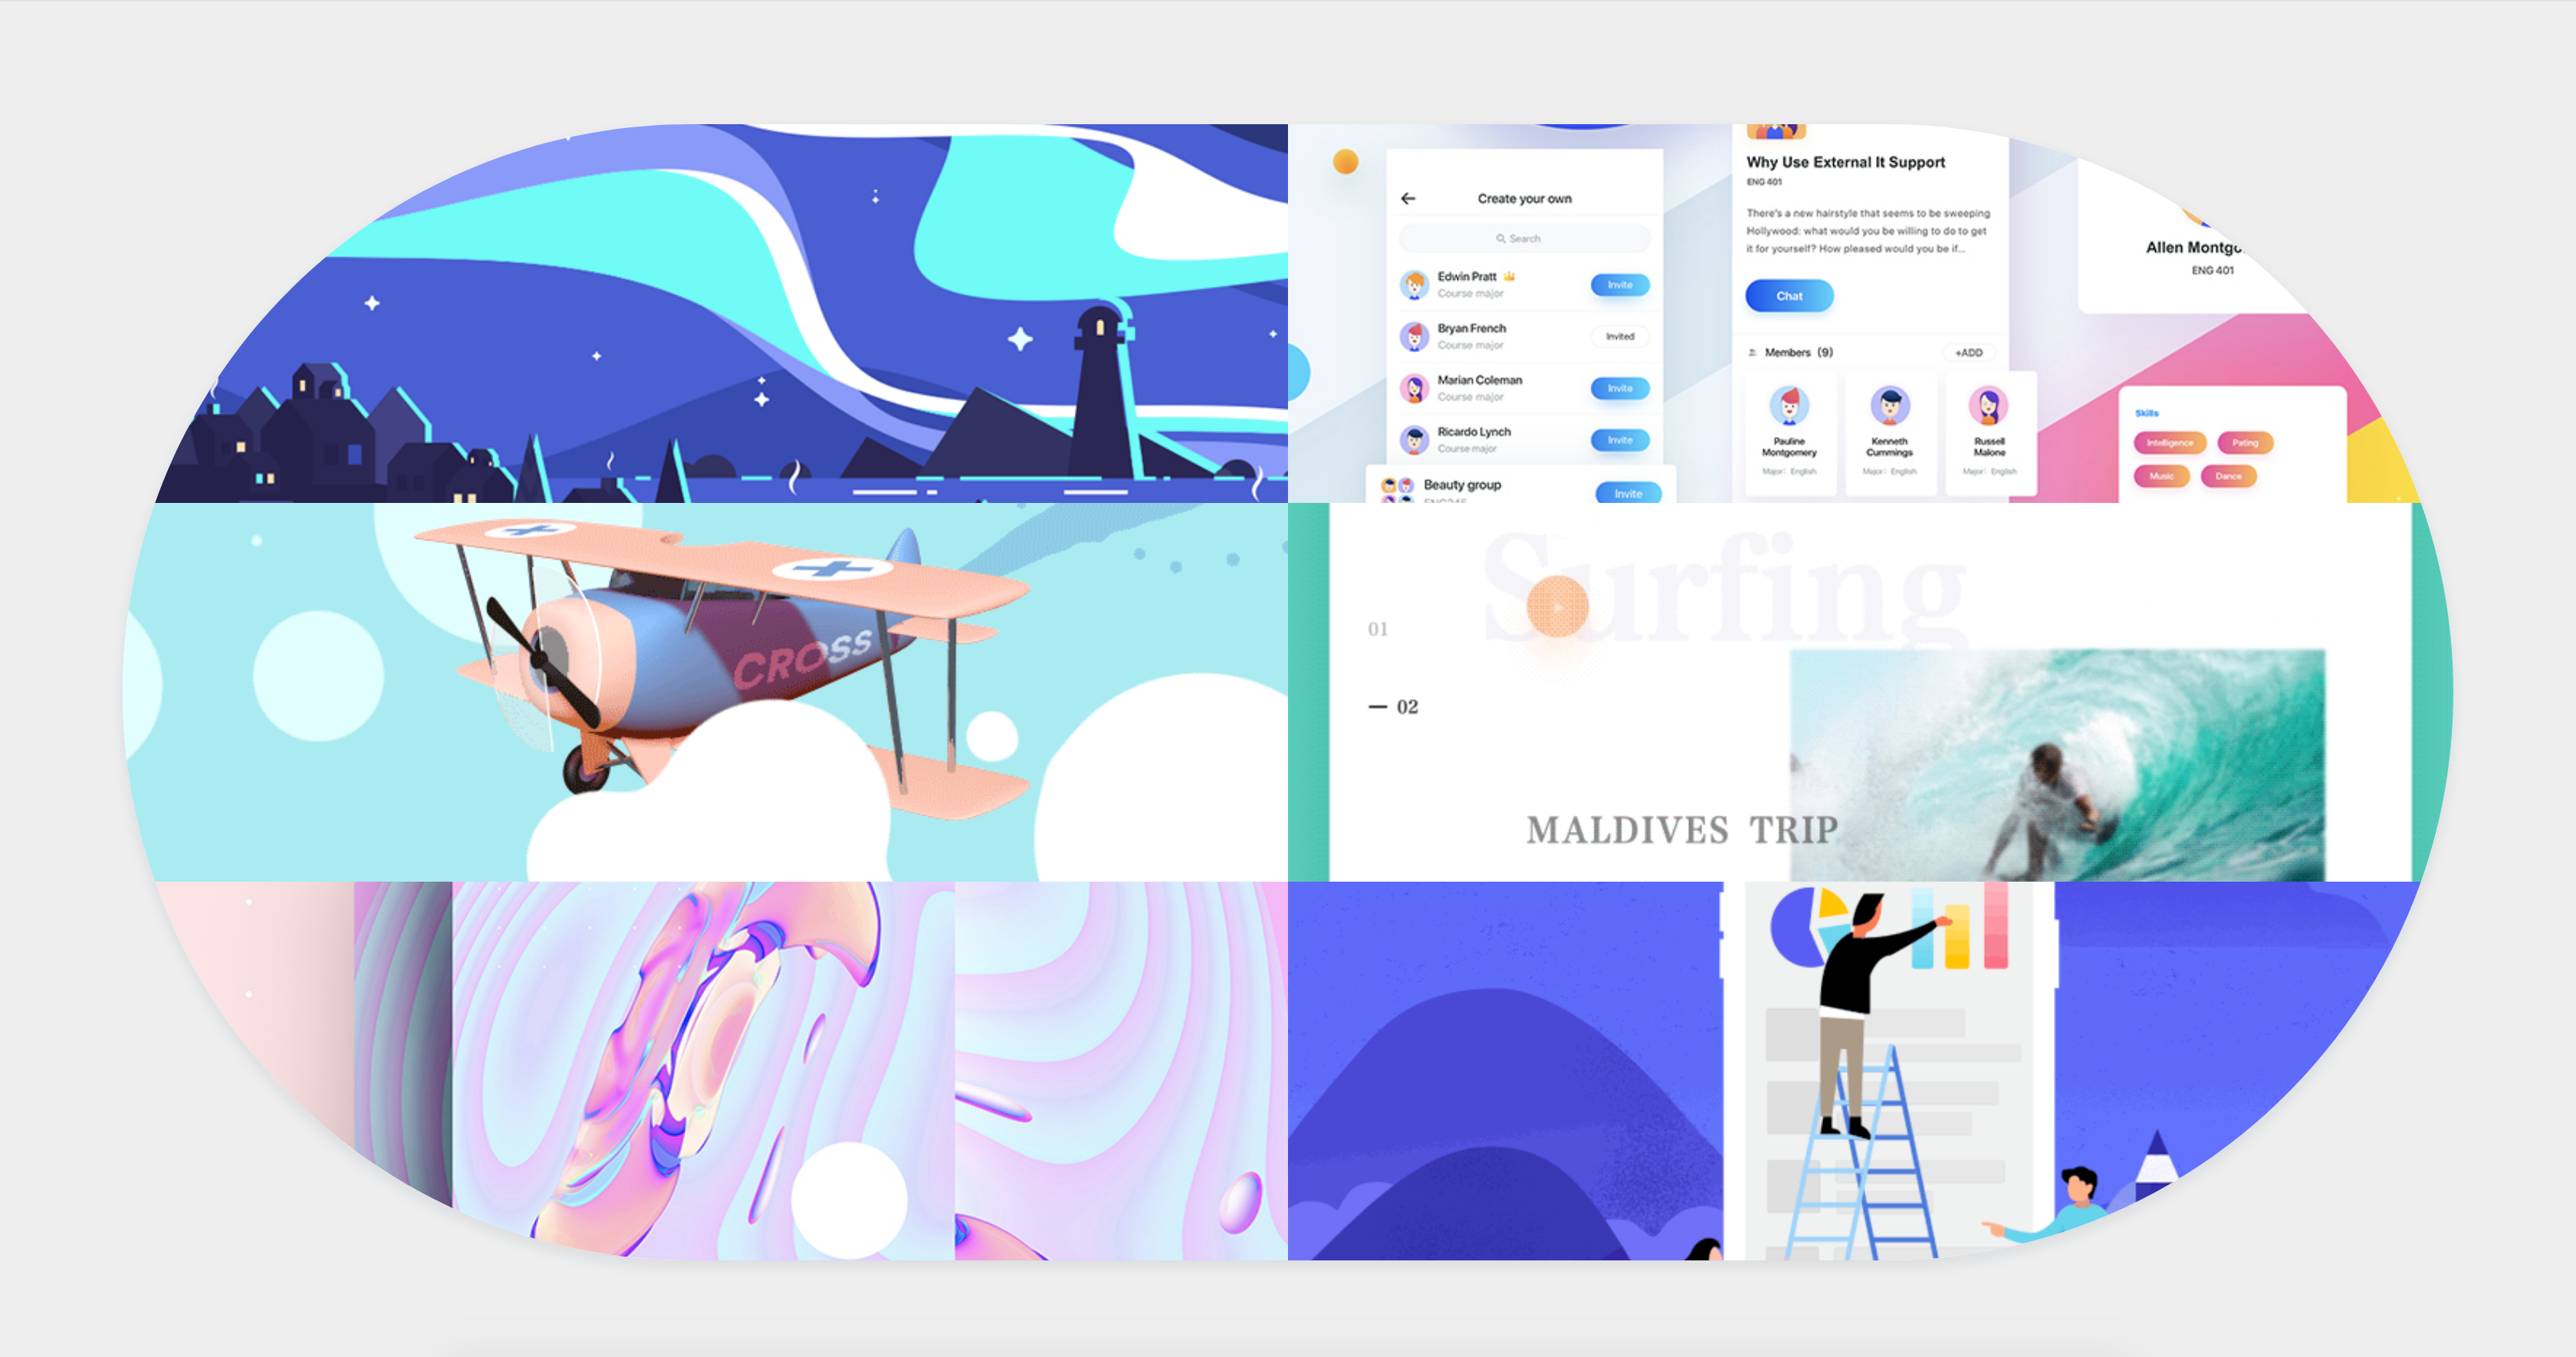 Create your own
Search
Edwin Pratt
Course major
Invite
Bryan French
Course major
Invited
Marian Coleman
Course major
Invite
Ricardo Lynch
Course major
Invite
Beauty group
Invite
Why Use External It Support
ENG 401
There's a new hairstyle that seems to be sweeping
Hollywood: what would you be willing to do to get
it for yourself? How pleased would you be if...
Chat
Members (9)
+ADD
Pauline
Montgomery
Major: English
Kenneth
Cummings
Major: English
Russell
Malone
Major: English
Allen
ENG 401
Skills
Intelligence
Pating
Music
Dance
CROSS
Surfing
01
— 02
MALDIVES TRIP